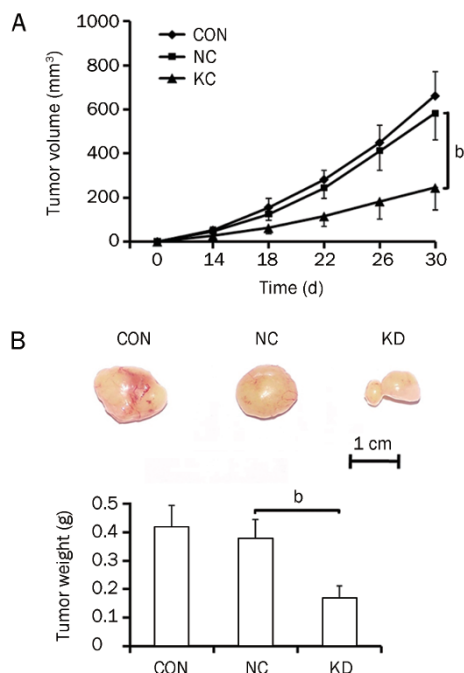 A
1000
800
600
400
200
0
Tumor volume (mm³)
CON
NC
KC
b
0 14 18 22 26 30
Time (d)
B
CON NC KD
1 cm
0.5
0.4
0.3
0.2
0.1
0
Tumor weight (g)
b
CON NC KD